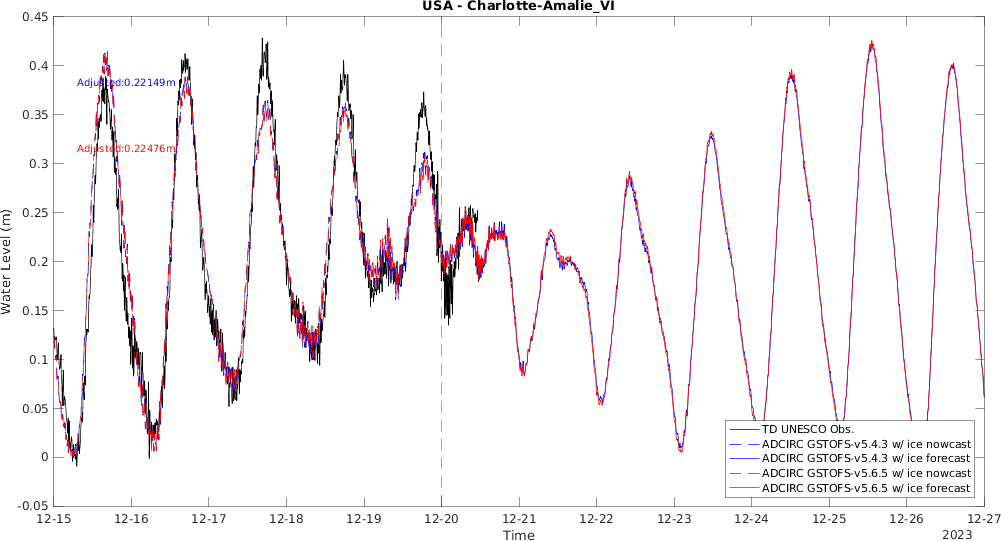 USA - Charlotte-Amalie_VI
0.45
0.4
0.35
0.3
0.25
0.2
0.15
0.1
0.05
0
-0.05
Water Level (m)
Adjusted:0.22149m
Adjusted:0.22476m
TD UNESCO Obs.
ADCIRC GSTOFS-v5.4.3 w/ ice nowcast
ADCIRC GSTOFS-v5.4.3 w/ ice forecast
ADCIRC GSTOFS-v5.6.5 w/ ice nowcast
ADCIRC GSTOFS-v5.6.5 w/ ice forecast
12-15 12-16 12-17 12-18 12-19 12-20 12-21 12-22 12-23 12-24 12-25 12-26 12-27
Time
2023